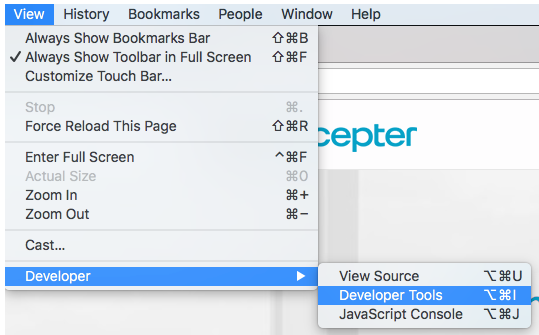 View History Bookmarks People Window Help
Always Show Bookmarks Bar ⇧⌘B
✓ Always Show Toolbar in Full Screen ⇧⌘F
Customize Touch Bar...
Stop ⌘.
Force Reload This Page ⇧⌘R
cepter
Enter Full Screen ^⌘F
Actual Size ⌘0
Zoom In ⌘+
Zoom Out ⌘−
Cast...
Developer ▶
View Source ⌥⌘U
Developer Tools ⌥⌘I
JavaScript Console ⌥⌘J